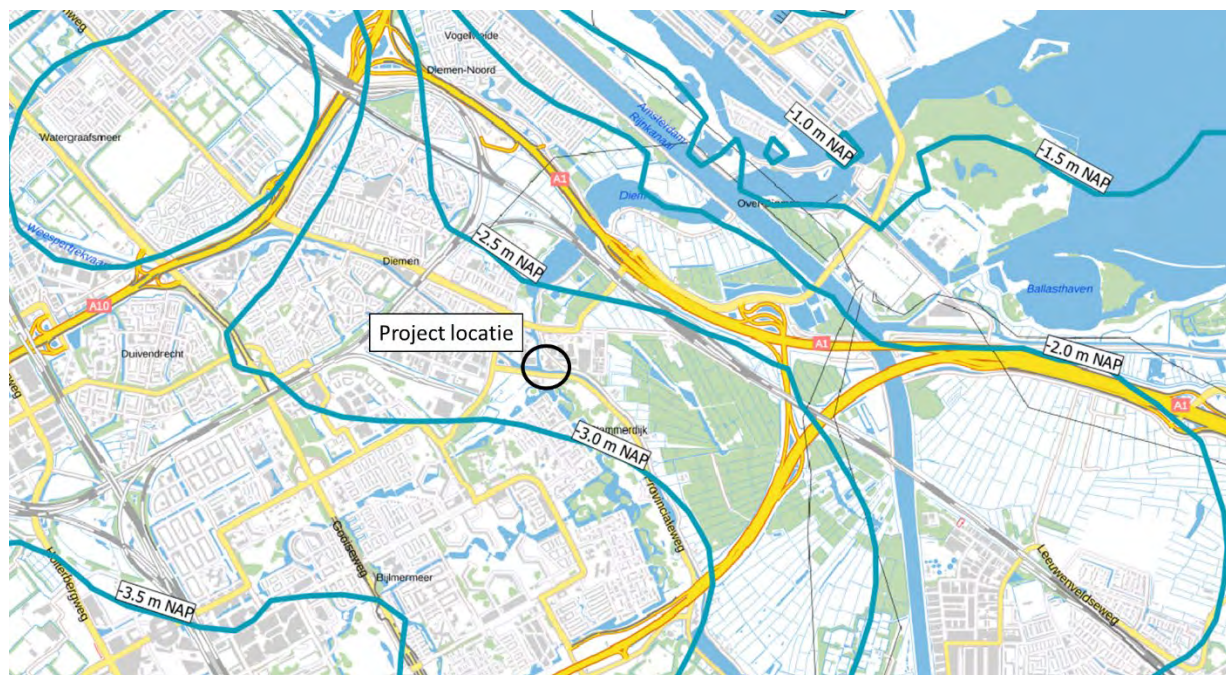 Vogelweide
Diemen-Noord
Watergraafsmeer
Amsterdam
Rijnkanaal
-1.0 m NAP
-1.5 m NAP
A1
Diem
Weespertrekvaart
Diemen
-2.5 m NAP
Ballasthaven
A10
Project locatie
Duivendrecht
A1
-2.0 m NAP
A1
-3.0 m NAP
Provincialeweg
Gooiseweg
Bijlmermeer
-3.5 m NAP
Holterbergweg
Leeuwenveldseweg